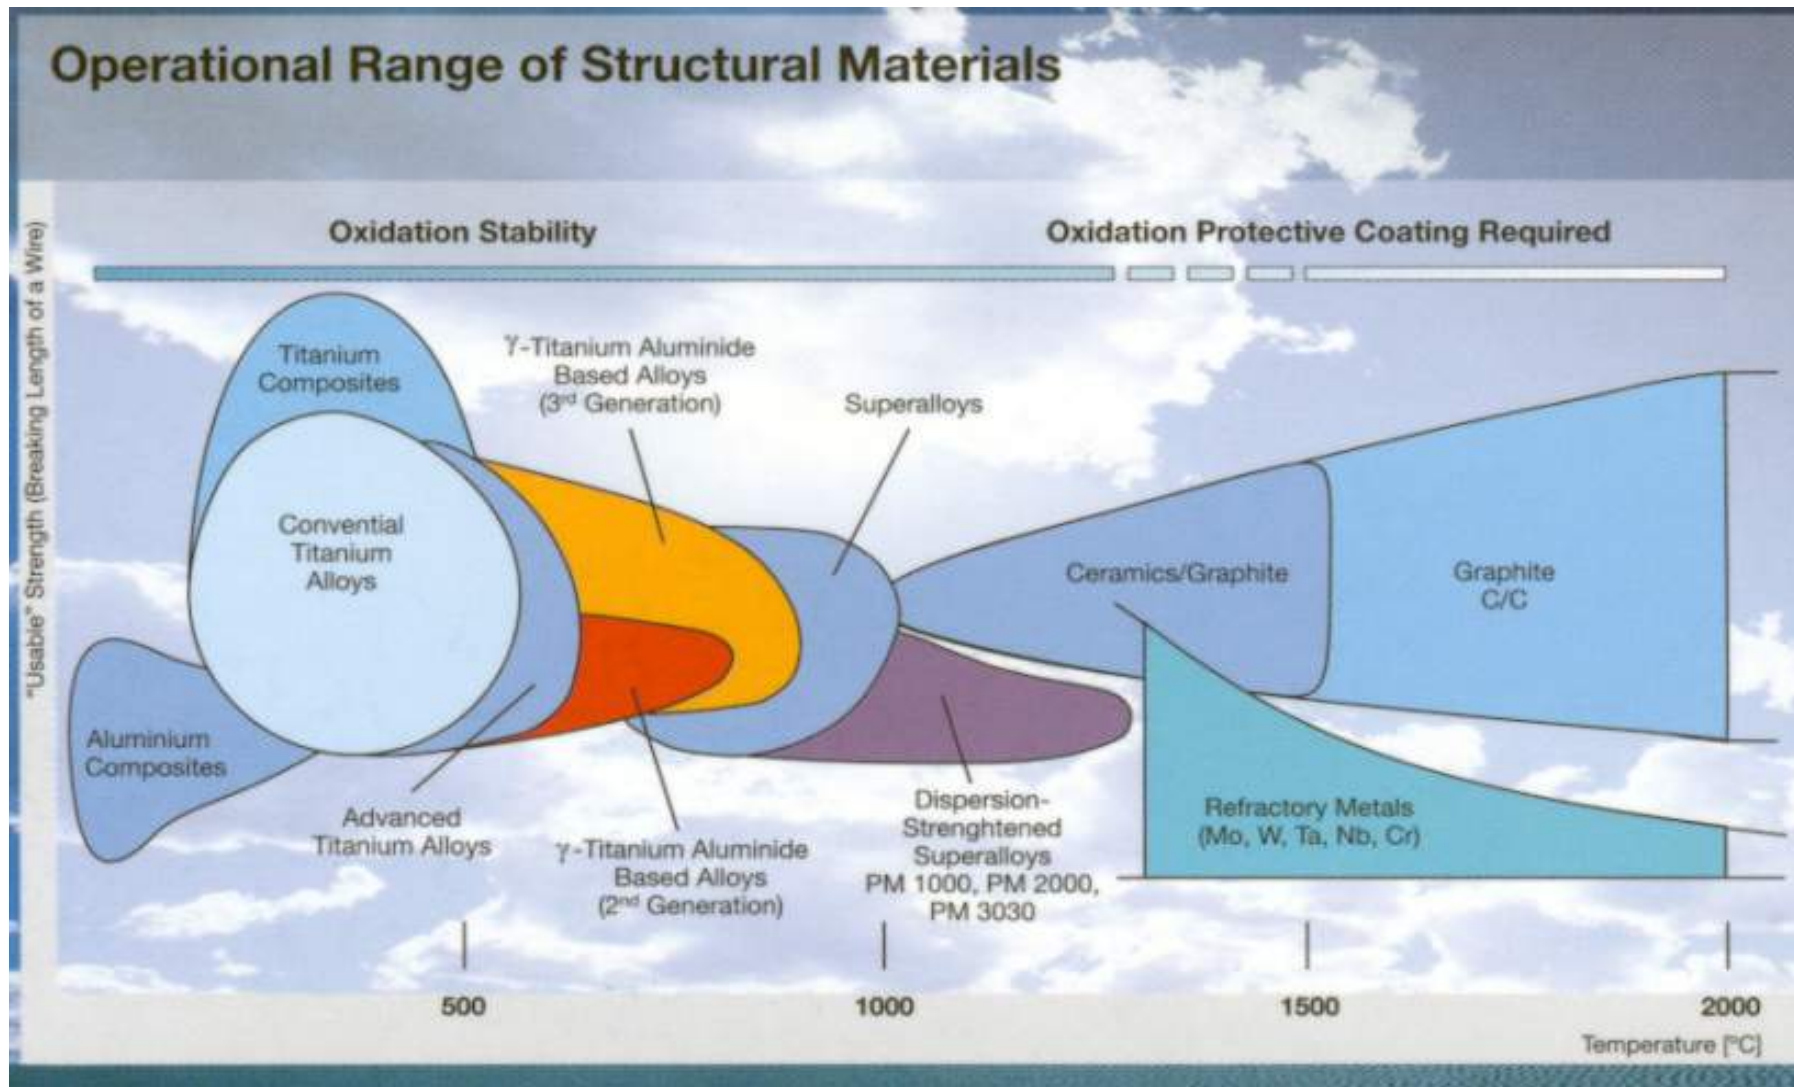 Operational Range of Structural Materials
Oxidation Stability
Oxidation Protective Coating Required
"Usable" Strength (Breaking Length of a Wire)
Titanium
Composites
γ-Titanium Aluminide
Based Alloys
(3rd Generation)
Superalloys
Convential
Titanium
Alloys
Ceramics/Graphite
Graphite
C/C
Aluminium
Composites
Advanced
Titanium Alloys
γ-Titanium Aluminide
Based Alloys
(2nd Generation)
Dispersion-
Strenghtened
Superalloys
PM 1000, PM 2000,
PM 3030
Refractory Metals
(Mo, W, Ta, Nb, Cr)
500
1000
1500
2000
Temperature [°C]